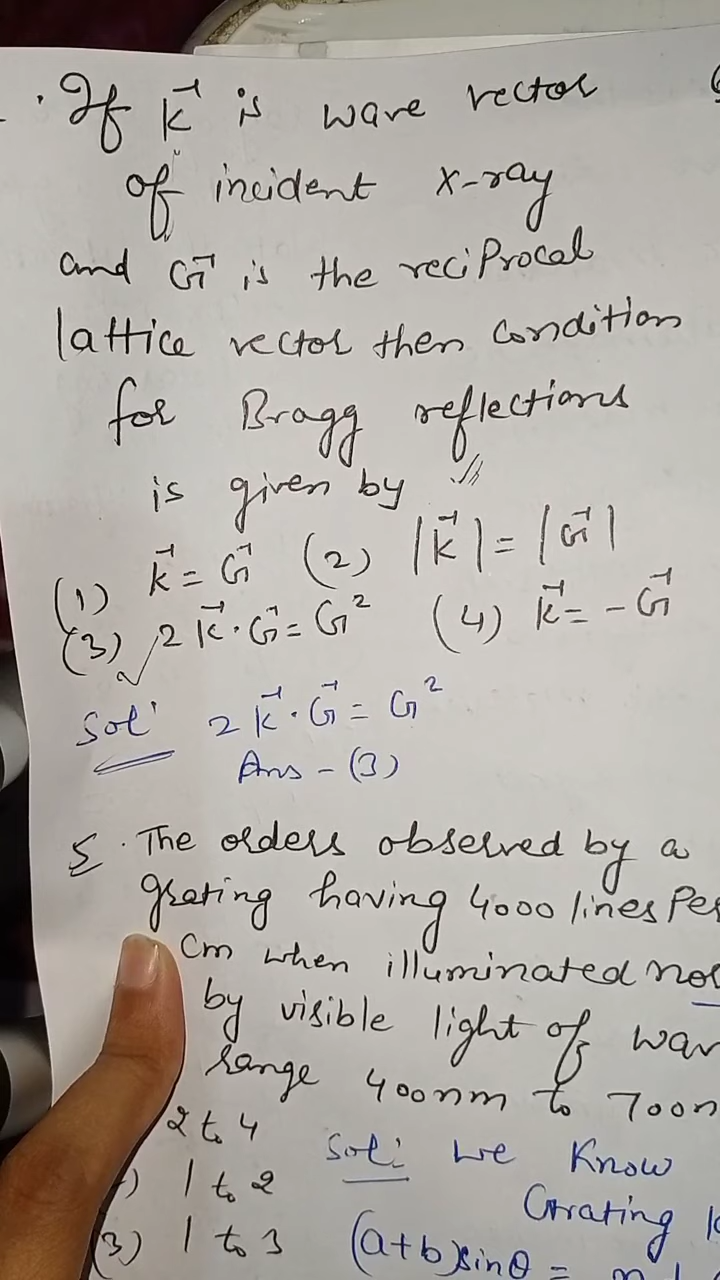 If k⃗ is wave vector
of incident x-ray
and G⃗ is the reciprocal
lattice vector then condition
for Bragg reflections
is given by
(1) k⃗ = G⃗ (2) |k⃗| = |G⃗|
(3) 2k⃗·G⃗ = G² (4) k⃗ = -G⃗
Sol: 2k⃗·G⃗ = G²
Ans - (3)
5. The orders observed by a
grating having 4000 lines Per
cm when illuminated
by visible light of
range 400nm to 700n
2 to 4
1 to 2
(3) 1 to 3
Sol: we know
Grating
(a+b)sinθ =